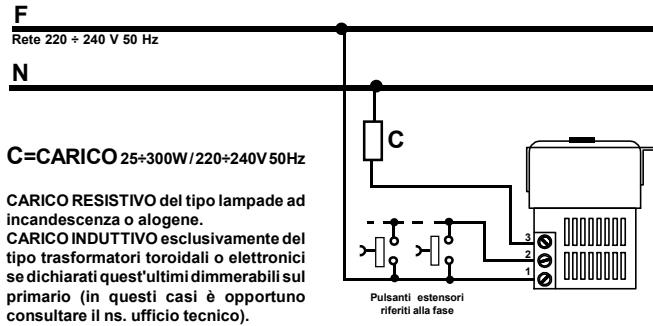 F
Rete 220 ÷ 240 V 50 Hz
N
C
C=CARICO 25÷300W/220÷240V50Hz
CARICO RESISTIVO del tipo lampade ad
incandescenza o alogene.
CARICO INDUTTIVO esclusivamente del
tipo trasformatori toroidali o elettronici
se dichiarati quest'ultimi dimmerabili sul
primario (in questi casi è opportuno
consultare il ns. ufficio tecnico).
3
2
1
Pulsanti estensori
riferiti alla fase